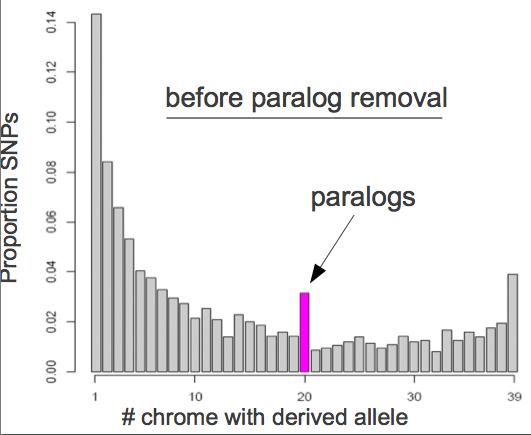 before paralog removal
paralogs
Proportion SNPs
0.14
0.12
0.10
0.08
0.06
0.04
0.02
0.00
1 10 20 30 39
# chrome with derived allele